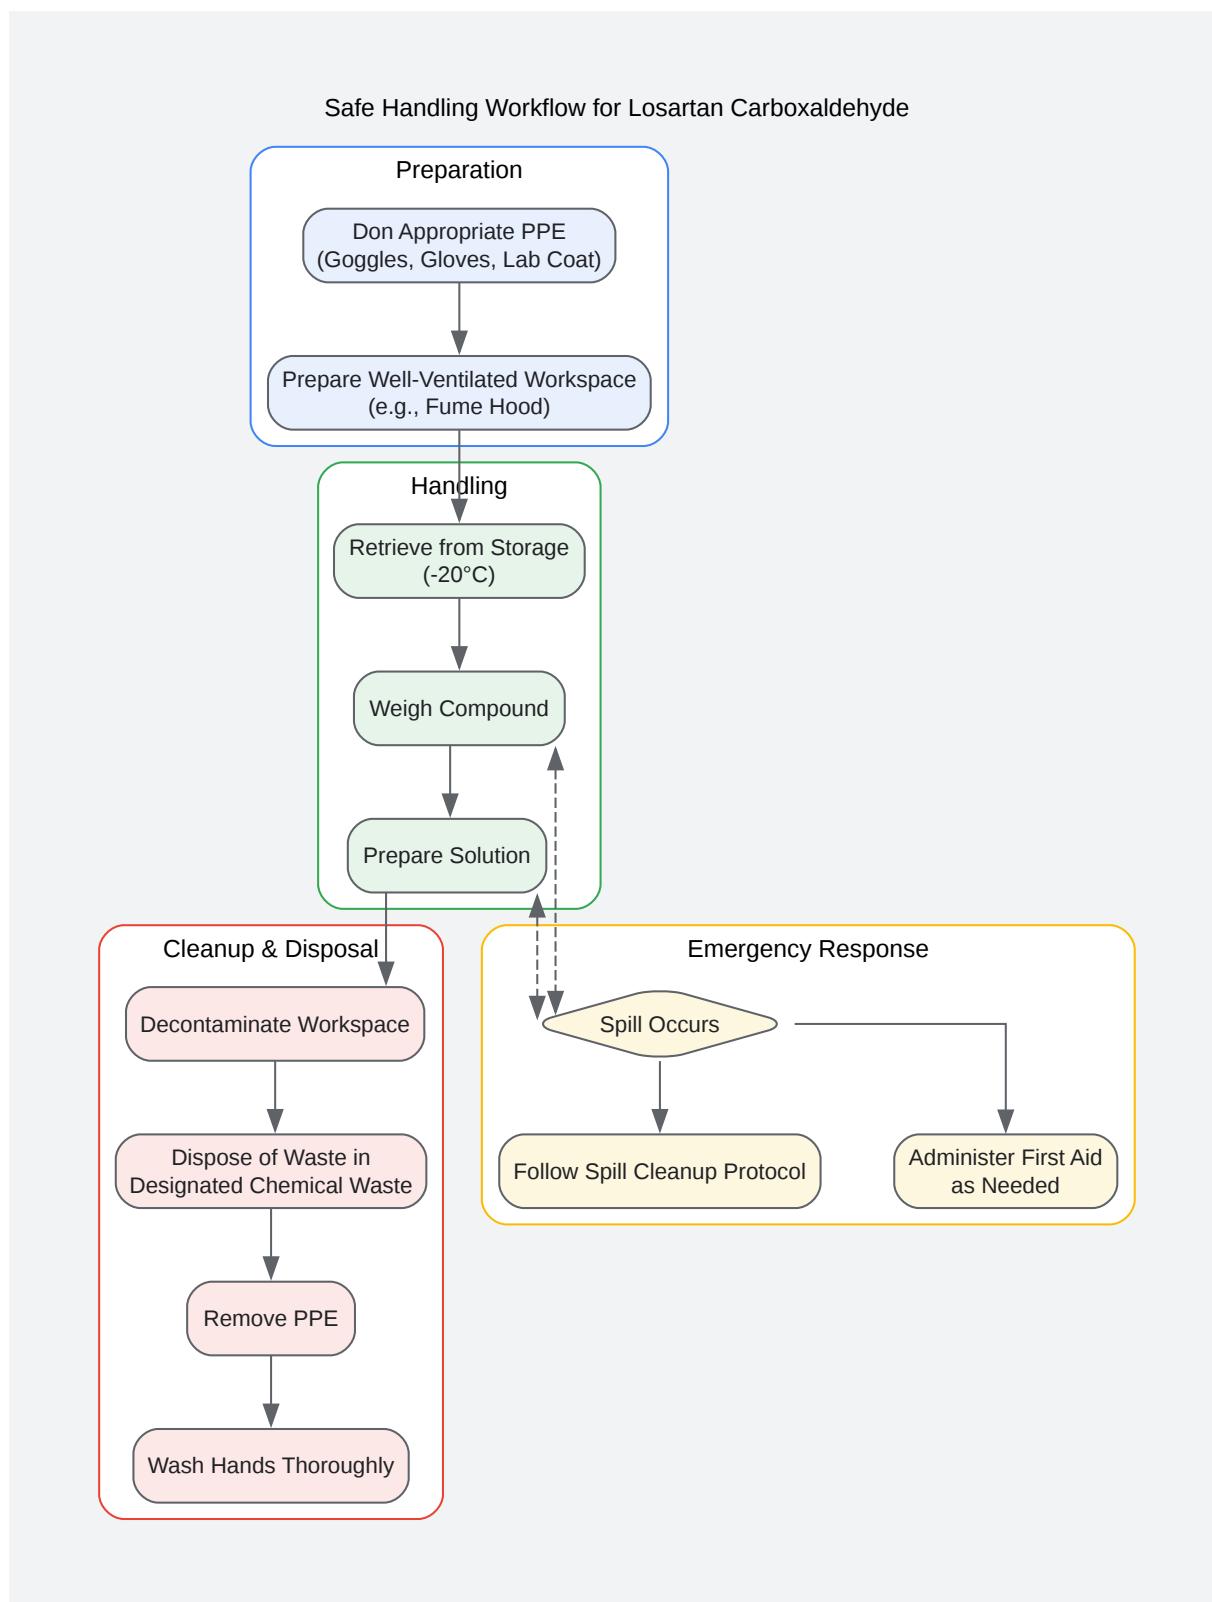 Safe Handling Workflow for Losartan Carboxaldehyde
Preparation
Don Appropriate PPE
(Goggles, Gloves, Lab Coat)
Prepare Well-Ventilated Workspace
(e.g., Fume Hood)
Handling
Retrieve from Storage
(-20°C)
Weigh Compound
Prepare Solution
Cleanup & Disposal
Decontaminate Workspace
Dispose of Waste in
Designated Chemical Waste
Remove PPE
Wash Hands Thoroughly
Emergency Response
Spill Occurs
Follow Spill Cleanup Protocol
Administer First Aid
as Needed